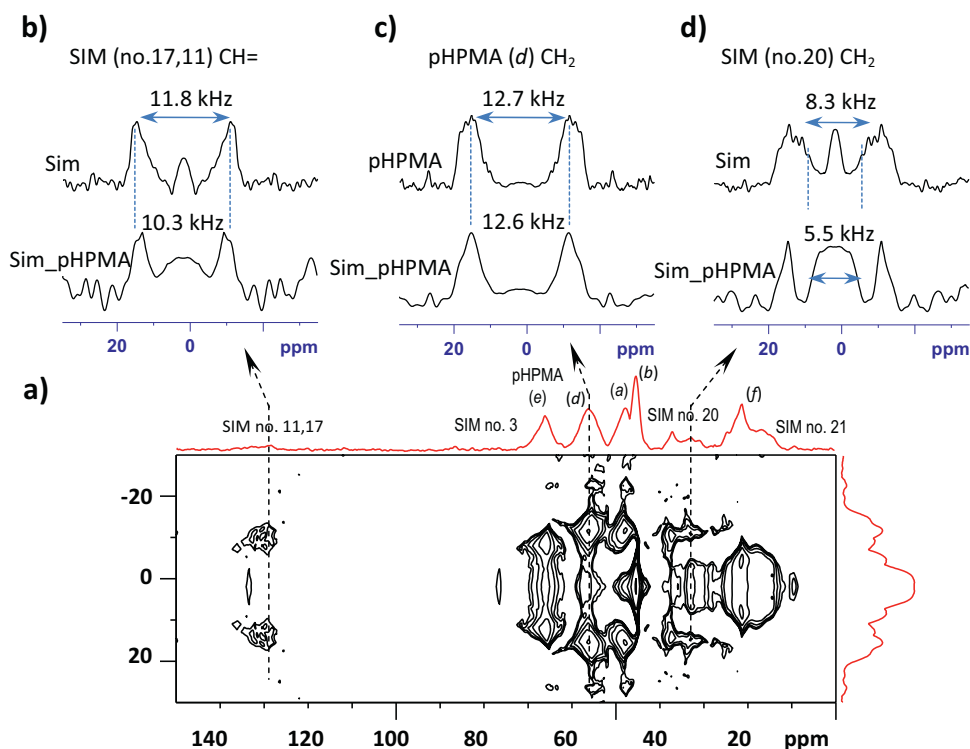 b)
SIM (no.17,11) CH=
11.8 kHz
Sim
10.3 kHz
Sim_pHPMA
20 0 ppm
c)
pHPMA (d) CH₂
12.7 kHz
pHPMA
12.6 kHz
Sim_pHPMA
20 0 ppm
d)
SIM (no.20) CH₂
8.3 kHz
Sim
5.5 kHz
Sim_pHPMA
20 0 ppm
a)
SIM no. 11,17
SIM no. 3
pHPMA
(e)
(d)
(a)
(b)
SIM no. 20
(f)
SIM no. 21
-20
0
20
140 120 100 80 60 40 20 ppm